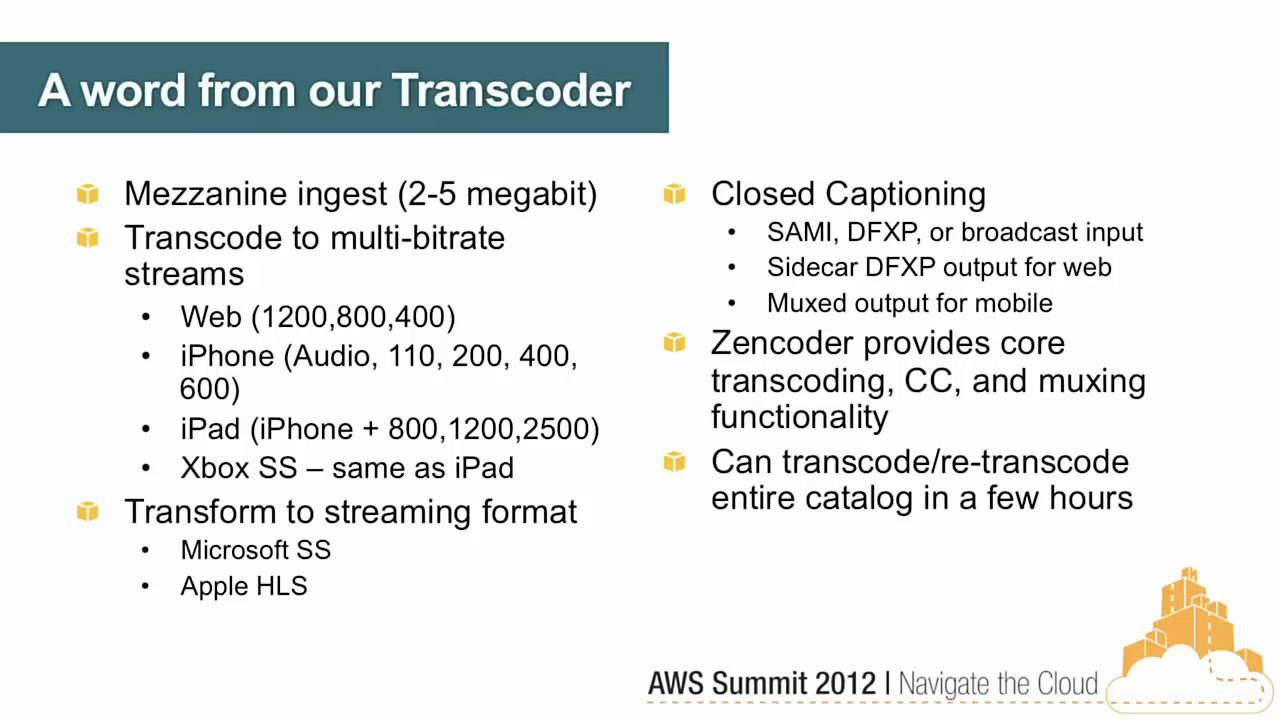 A word from our Transcoder
Mezzanine ingest (2-5 megabit)
Transcode to multi-bitrate
streams
• Web (1200,800,400)
• iPhone (Audio, 110, 200, 400,
600)
• iPad (iPhone + 800,1200,2500)
• Xbox SS – same as iPad
Transform to streaming format
• Microsoft SS
• Apple HLS
Closed Captioning
• SAMI, DFXP, or broadcast input
• Sidecar DFXP output for web
• Muxed output for mobile
Zencoder provides core
transcoding, CC, and muxing
functionality
Can transcode/re-transcode
entire catalog in a few hours
AWS Summit 2012 | Navigate the Cloud